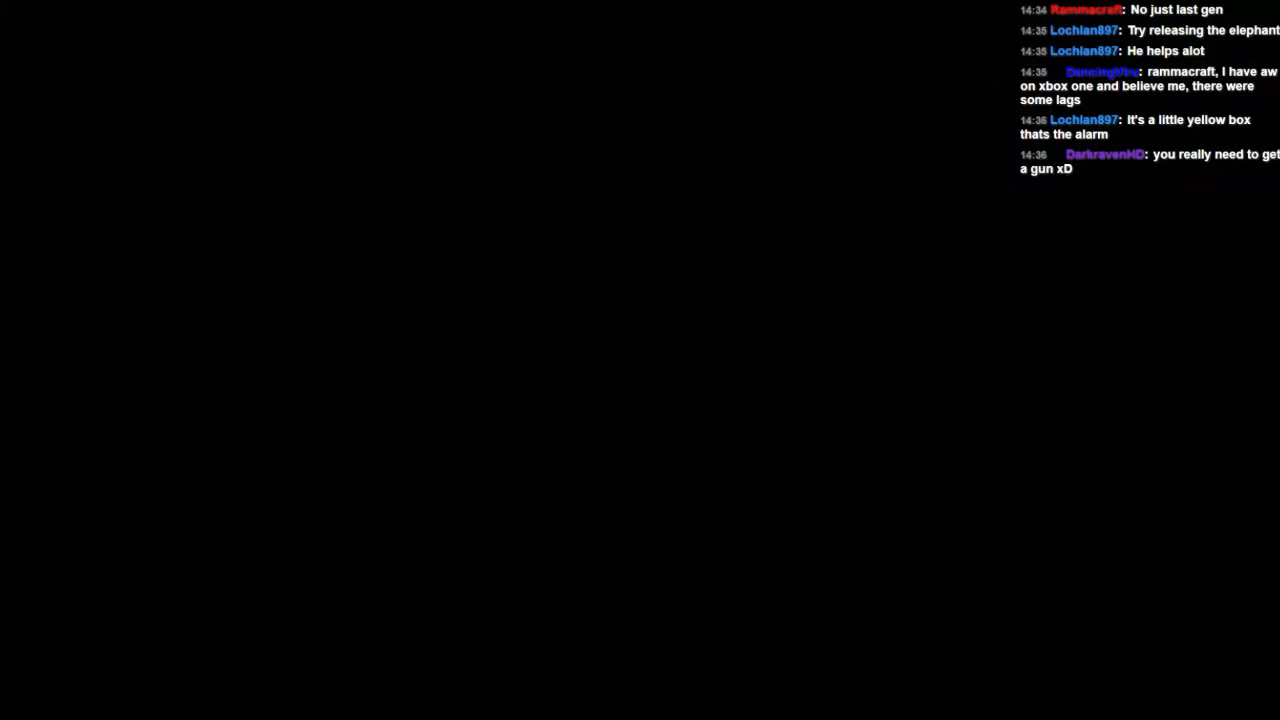 14:34 Rammacraft: No just last gen
14:35 Lochlan897: Try releasing the elephant
14:35 Lochlan897: He helps alot
14:35 DancingViru: rammacraft, I have aw
on xbox one and believe me, there were
some lags
14:36 Lochlan897: It's a little yellow box
thats the alarm
14:36 DarkravenHD: you really need to get
a gun xD